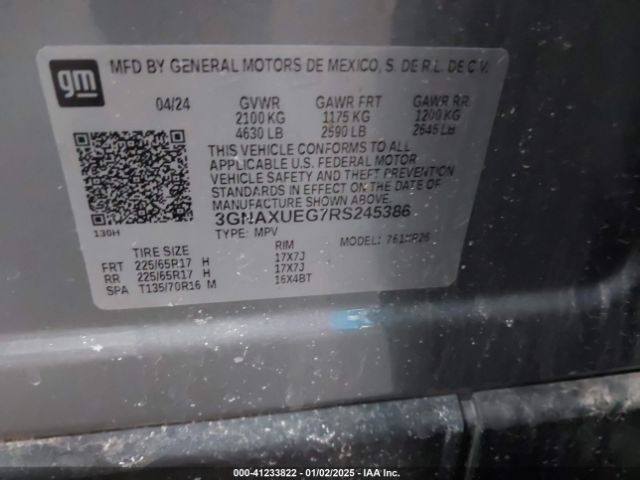 gm
MFD BY GENERAL MOTORS DE MEXICO, S. DE R.L. DE C.V.
04/24 GVWR GAWR FRT GAWR RR
2100 KG 1175 KG 1200 KG
4630 LB 2590 LB 2645 LB
THIS VEHICLE CONFORMS TO ALL
APPLICABLE U.S. FEDERAL MOTOR
VEHICLE SAFETY AND THEFT PREVENTION
STANDARDS IN EFFECT ON THE DATE OF
MANUFACTURE SHOWN ABOVE.
3GNAXUEG7RS245386
130H
TYPE: MPV MODEL:
TIRE SIZE RIM
FRT 225/65R17 H 17X7J
RR 225/65R17 H 17X7J
SPA T135/70R16 M 16X4BT
000-41233822 - 01/02/2025 - IAA Inc.